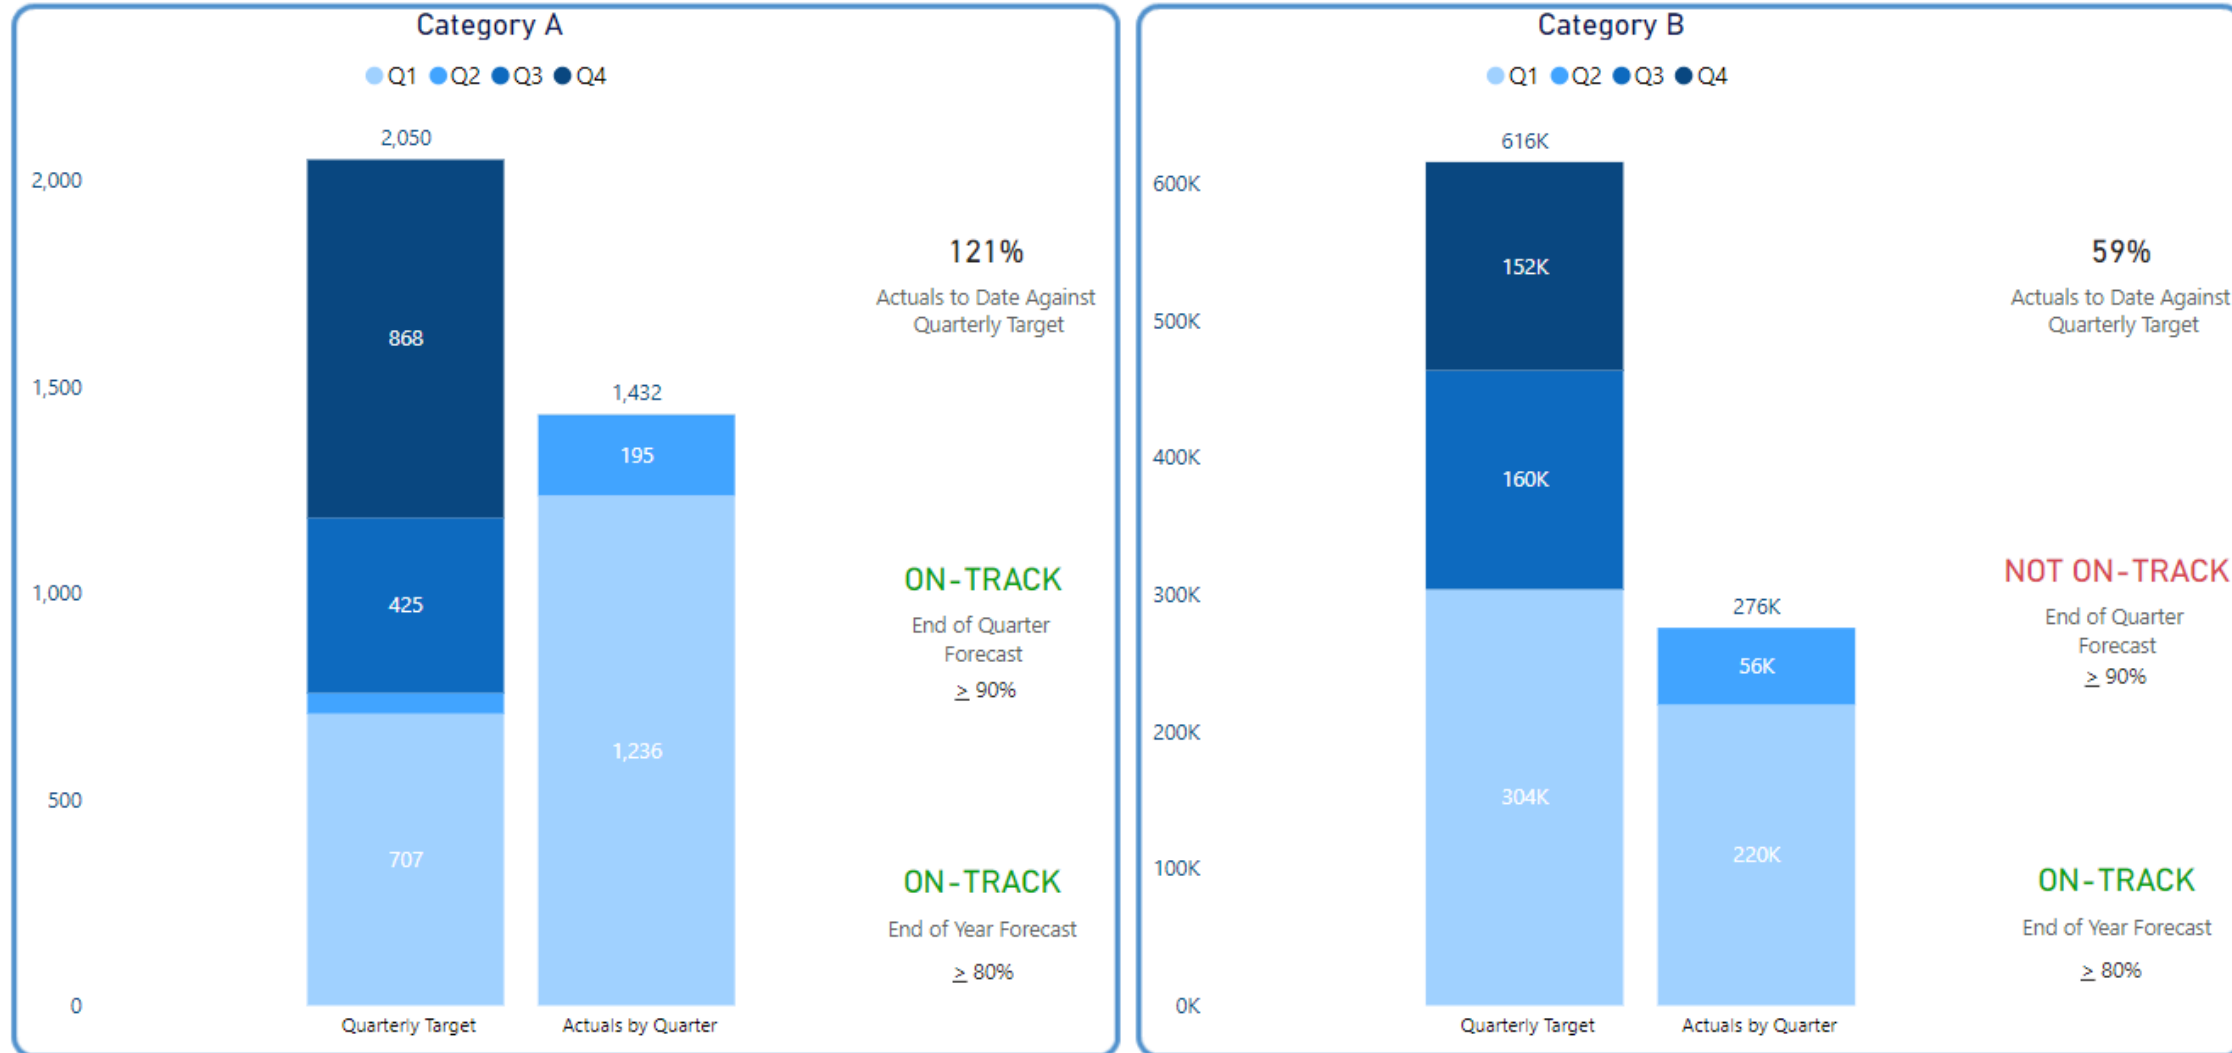 Category A
Q1 Q2 Q3 Q4
2,050
2,000
868
121%
Actuals to Date Against
Quarterly Target
1,500
1,432
195
1,000
425
ON-TRACK
End of Quarter
Forecast
≥ 90%
1,236
500
707
ON-TRACK
End of Year Forecast
≥ 80%
0
Quarterly Target
Actuals by Quarter
Category B
Q1 Q2 Q3 Q4
616K
600K
152K
59%
Actuals to Date Against
Quarterly Target
500K
400K
160K
NOT ON-TRACK
End of Quarter
Forecast
≥ 90%
300K
276K
56K
200K
304K
220K
100K
ON-TRACK
End of Year Forecast
≥ 80%
0K
Quarterly Target
Actuals by Quarter